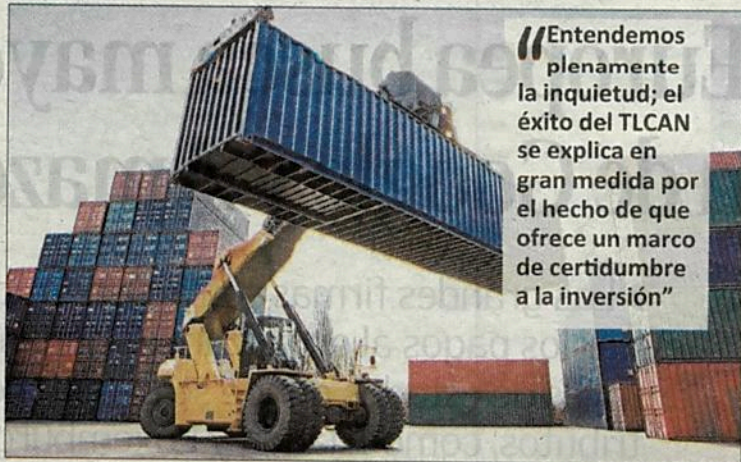 “Entendemos
plenamente
la inquietud; el
éxito del TLCAN
se explica en
gran medida por
el hecho de que
ofrece un marco
de certidumbre
a la inversión”